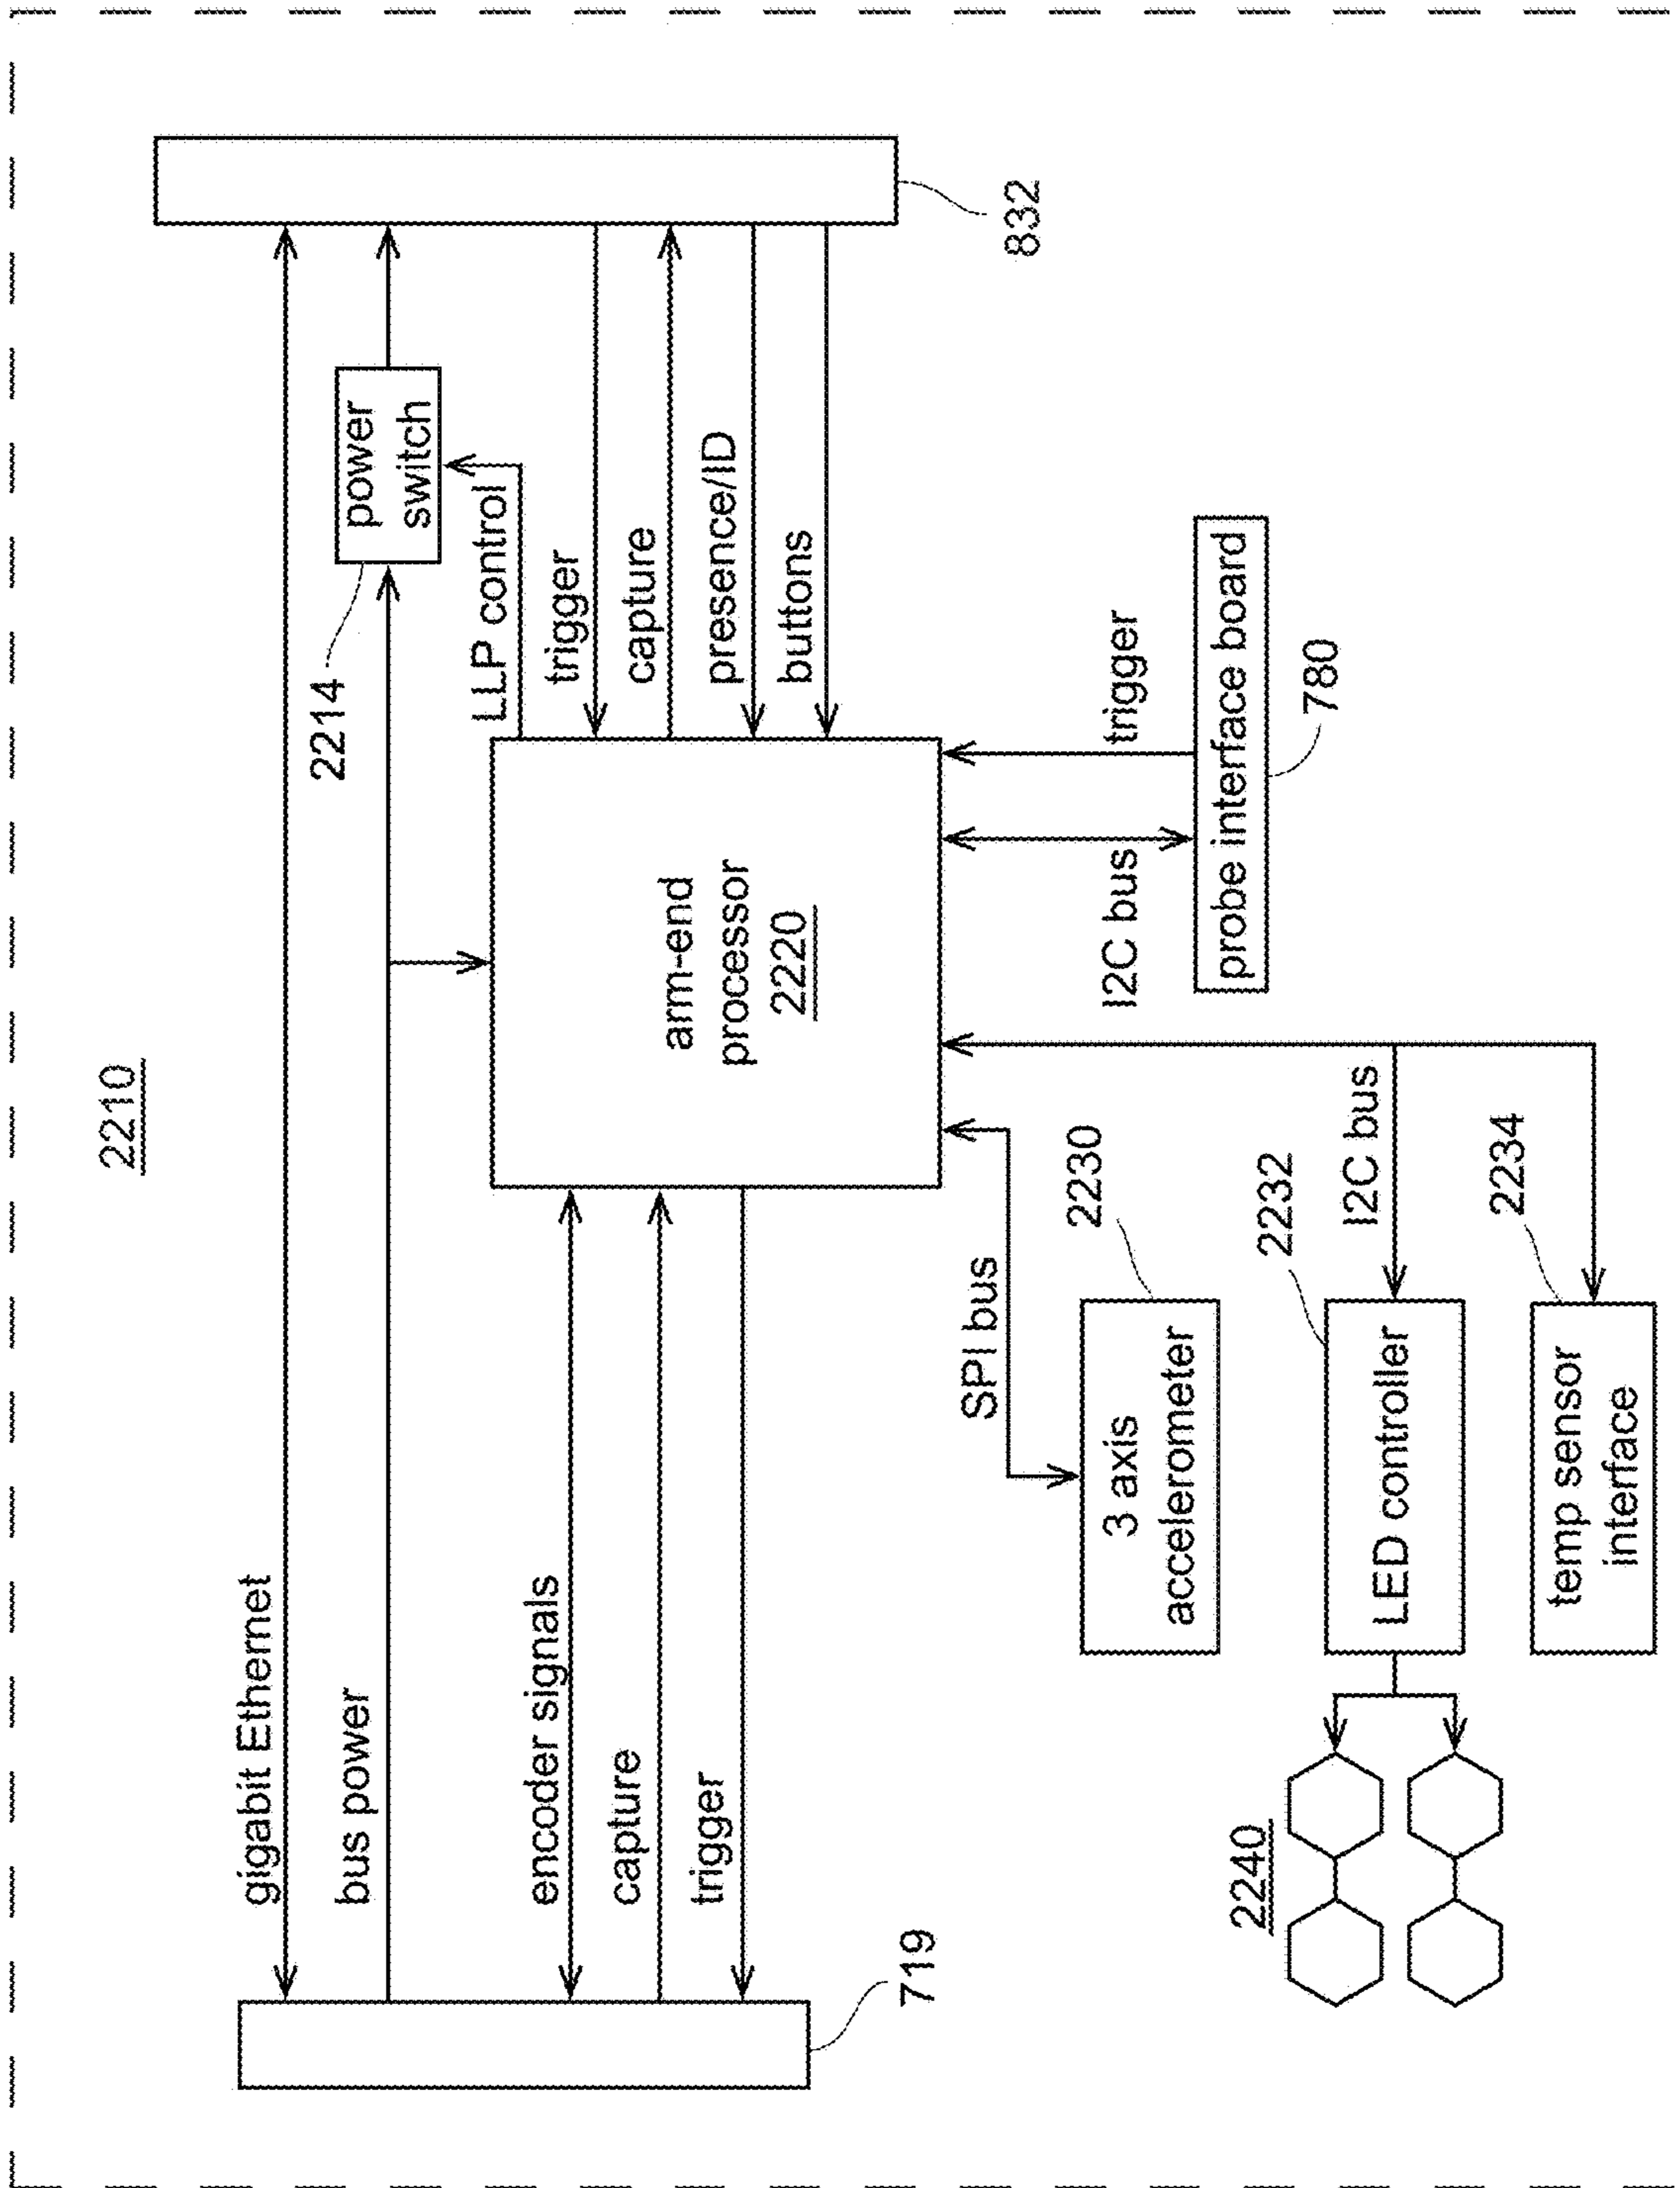 2210
gigabit Ethernet
bus power
2214
power
switch
LLP control
encoder signals
capture
trigger
arm-end
processor
2220
trigger
capture
presence/ID
buttons
719
832
SPI bus
2230
3 axis
accelerometer
I2C bus
trigger
probe interface board
780
2232
I2C bus
LED controller
2240
2234
temp sensor
interface